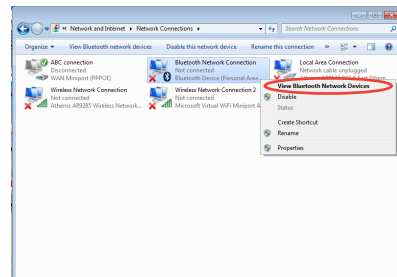 « Network and Internet ▸ Network Connections ▸
Search Network Connections
Organize
View Bluetooth network devices
Disable this network device
Rename this connection
»
ABC connection
Disconnected
WAN Miniport (PPPOE)
Bluetooth Network Connection
Not connected
Bluetooth Device (Personal Area
Local Area Connection
Network cable unplugged
Wireless Network Connection
Not connected
Atheros AR9285 Wireless Network...
Wireless Network Connection 2
Not connected
Microsoft Virtual WiFi Miniport A
View Bluetooth Network Devices
Disable
Status
Create Shortcut
Rename
Properties